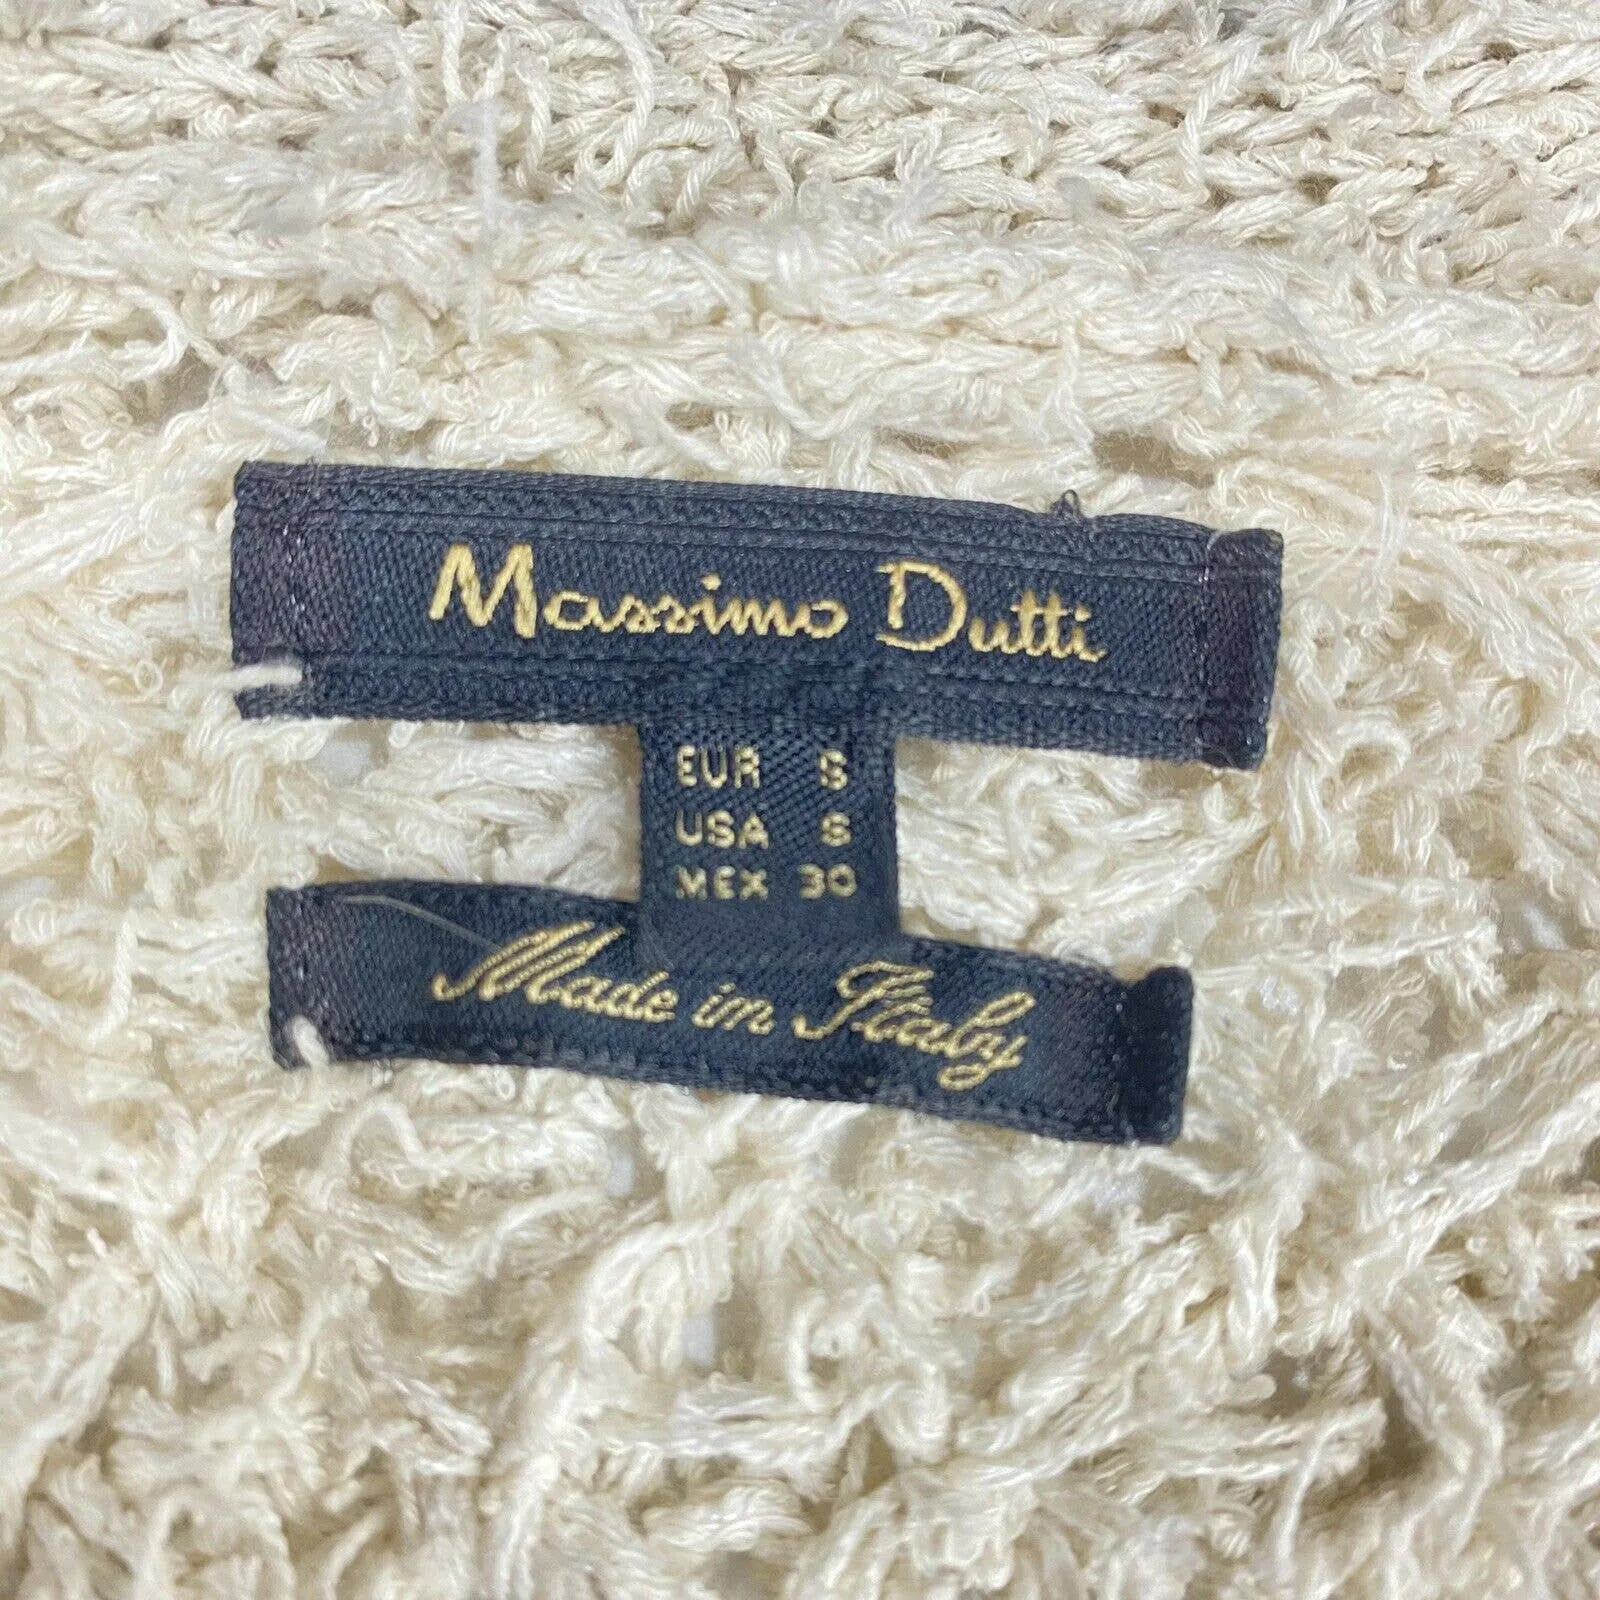 Massimo Dutti
EUR S
USA S
MEX 30
Made in Italy